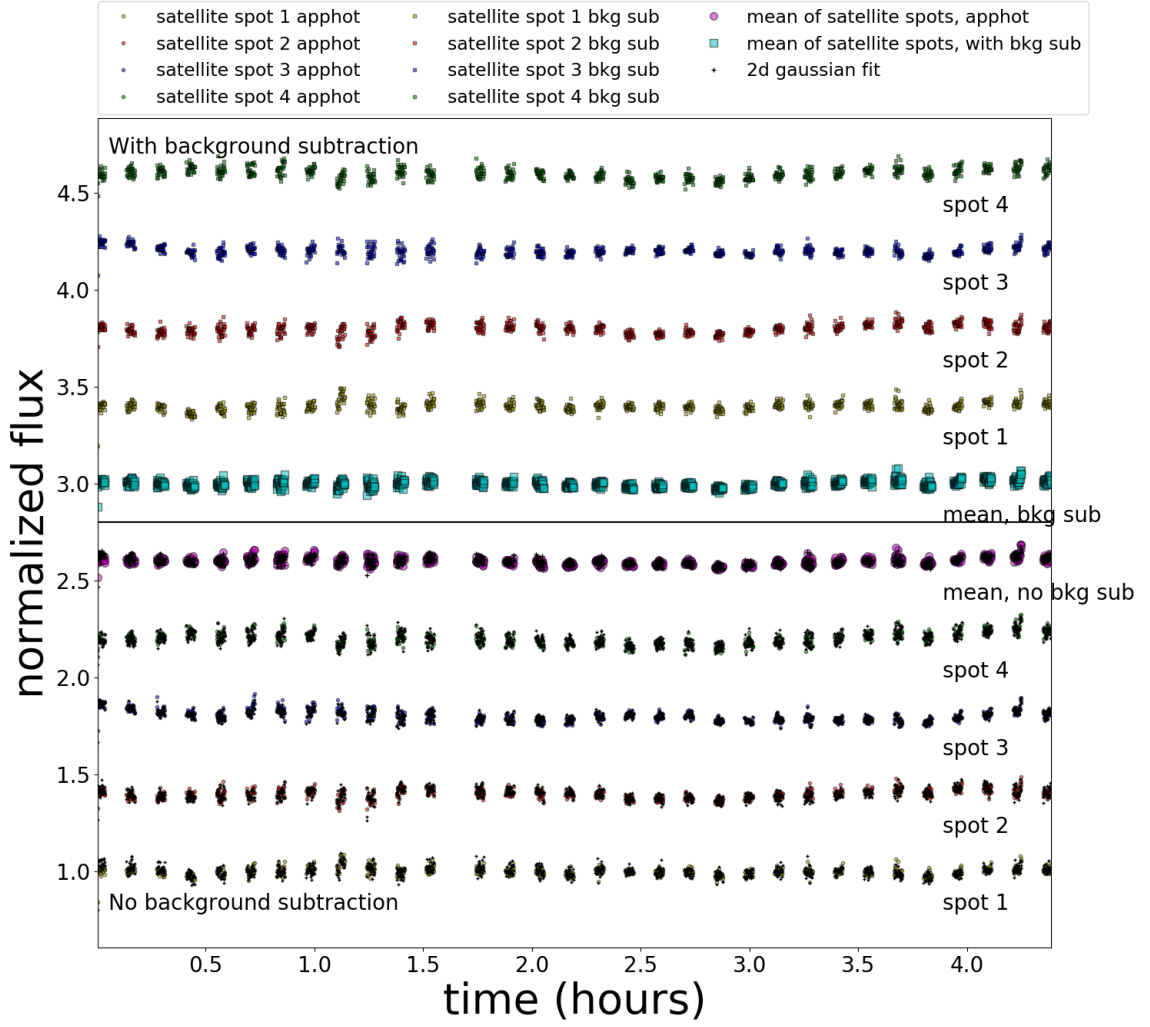 satellite spot 1 apphot
satellite spot 2 apphot
satellite spot 3 apphot
satellite spot 4 apphot
satellite spot 1 bkg sub
satellite spot 2 bkg sub
satellite spot 3 bkg sub
satellite spot 4 bkg sub
mean of satellite spots, apphot
mean of satellite spots, with bkg sub
2d gaussian fit
With background subtraction
spot 4
spot 3
spot 2
spot 1
mean, bkg sub
mean, no bkg sub
spot 4
spot 3
spot 2
spot 1
No background subtraction
normalized flux
4.5
4.0
3.5
3.0
2.5
2.0
1.5
1.0
0.5 1.0 1.5 2.0 2.5 3.0 3.5 4.0
time (hours)